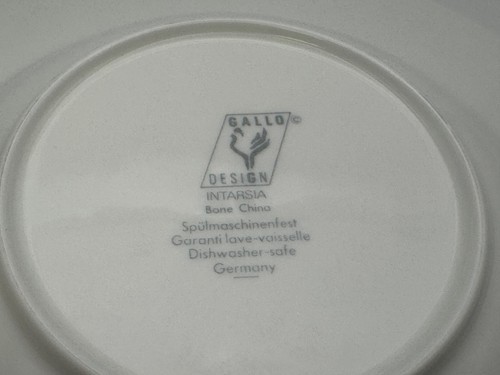 GALLO ©
DESIGN
INTARSIA
Bone China
Spülmaschinenfest
Garanti lave-vaisselle
Dishwasher-safe
Germany